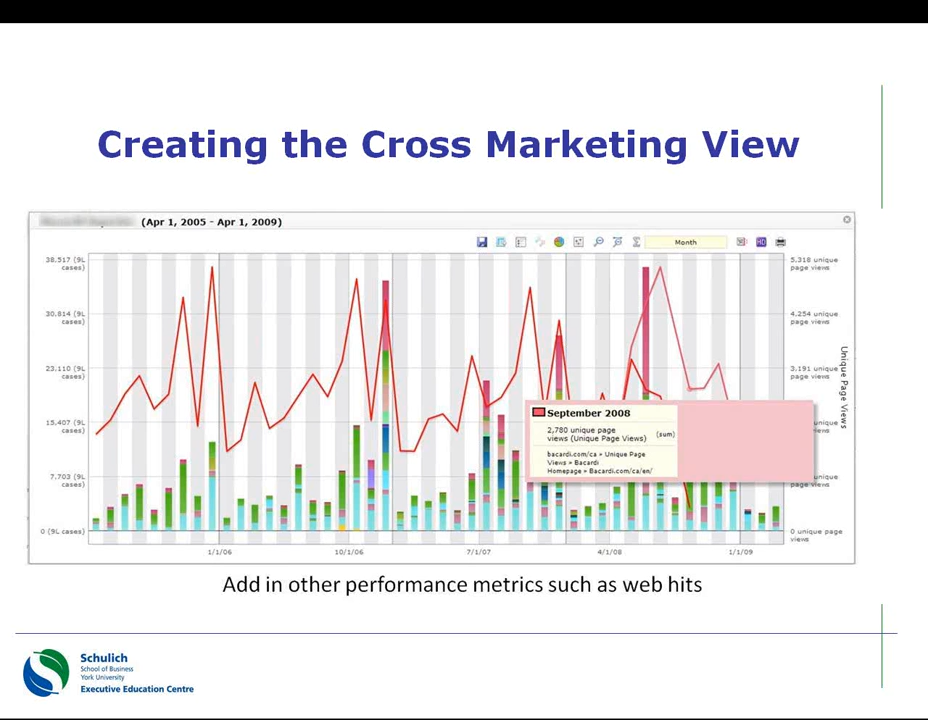 Creating the Cross Marketing View
(Apr 1, 2005 - Apr 1, 2009)
Month
HD
38.517 (9L
cases)
30.814 (9L
cases)
23.110 (9L
cases)
15.407 (9L
cases)
7.703 (9L
cases)
0 (9L cases)
5,318 unique
page views
4,254 unique
page views
3,191 unique
page views
unique
views
unique
views
0 unique page
views
Unique Page Views
September 2008
2,780 unique page
views (Unique Page Views)
(sum)
bacardi.com/ca » Unique Page
Views » Bacardi
Homepage » Bacardi.com/ca/en/
1/1/06
10/1/06
7/1/07
4/1/08
1/1/09
Add in other performance metrics such as web hits
Schulich
School of Business
York University
Executive Education Centre